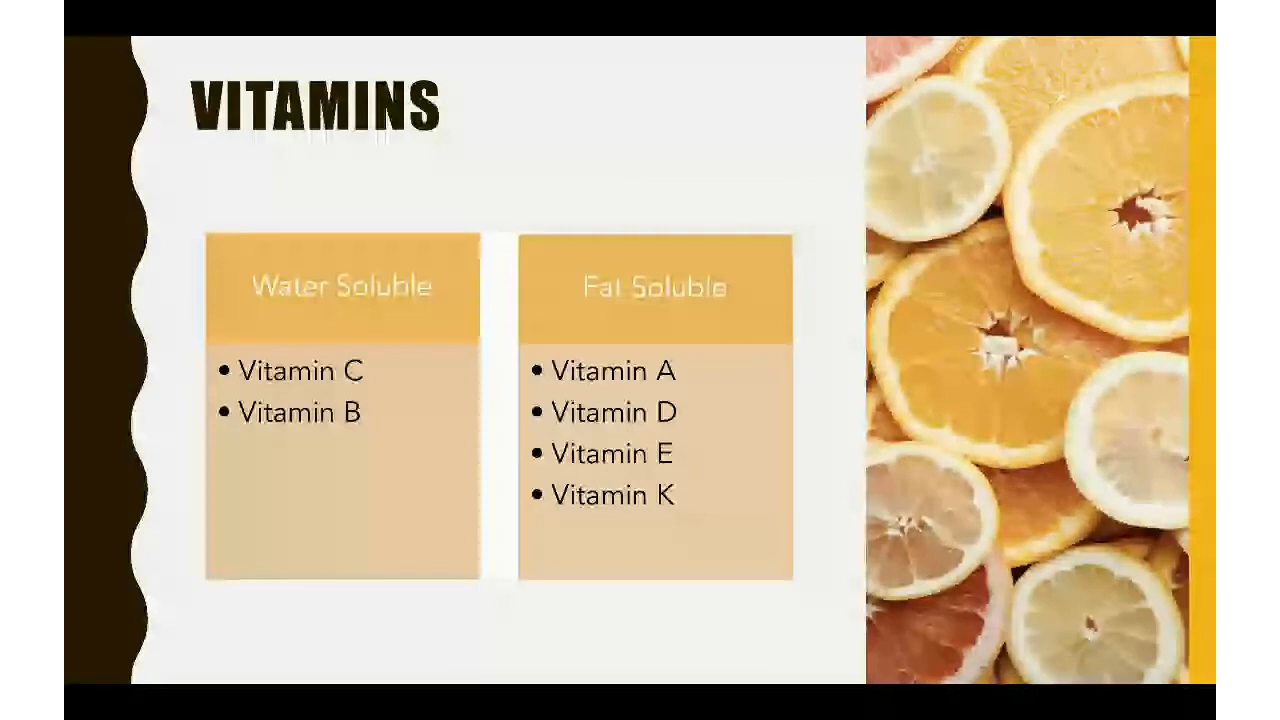 VITAMINS
Water Soluble
• Vitamin C
• Vitamin B
Fat Soluble
• Vitamin A
• Vitamin D
• Vitamin E
• Vitamin K